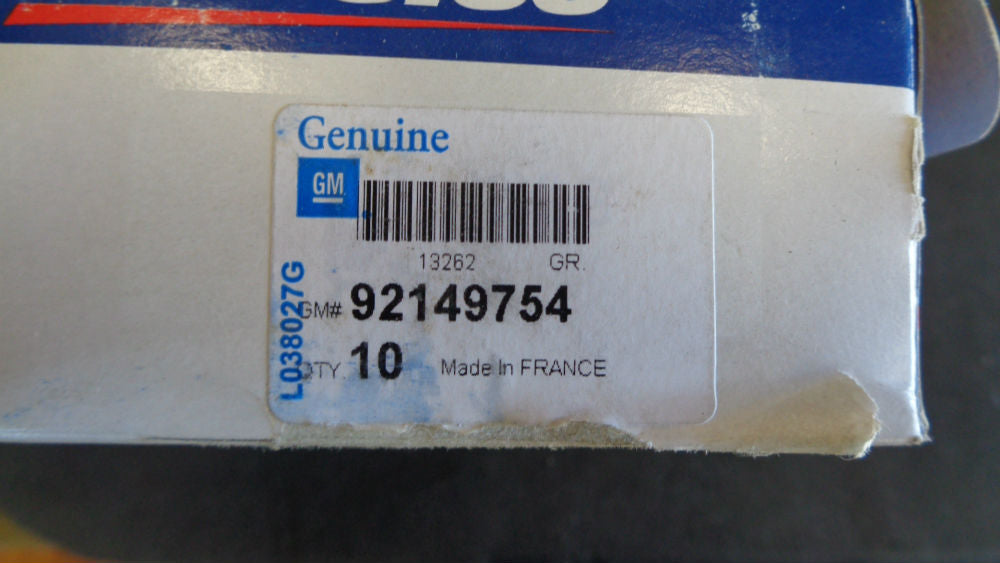 Genuine
GM
13262 GR.
GM# 92149754
QTY. 10 Made In FRANCE
L038027G